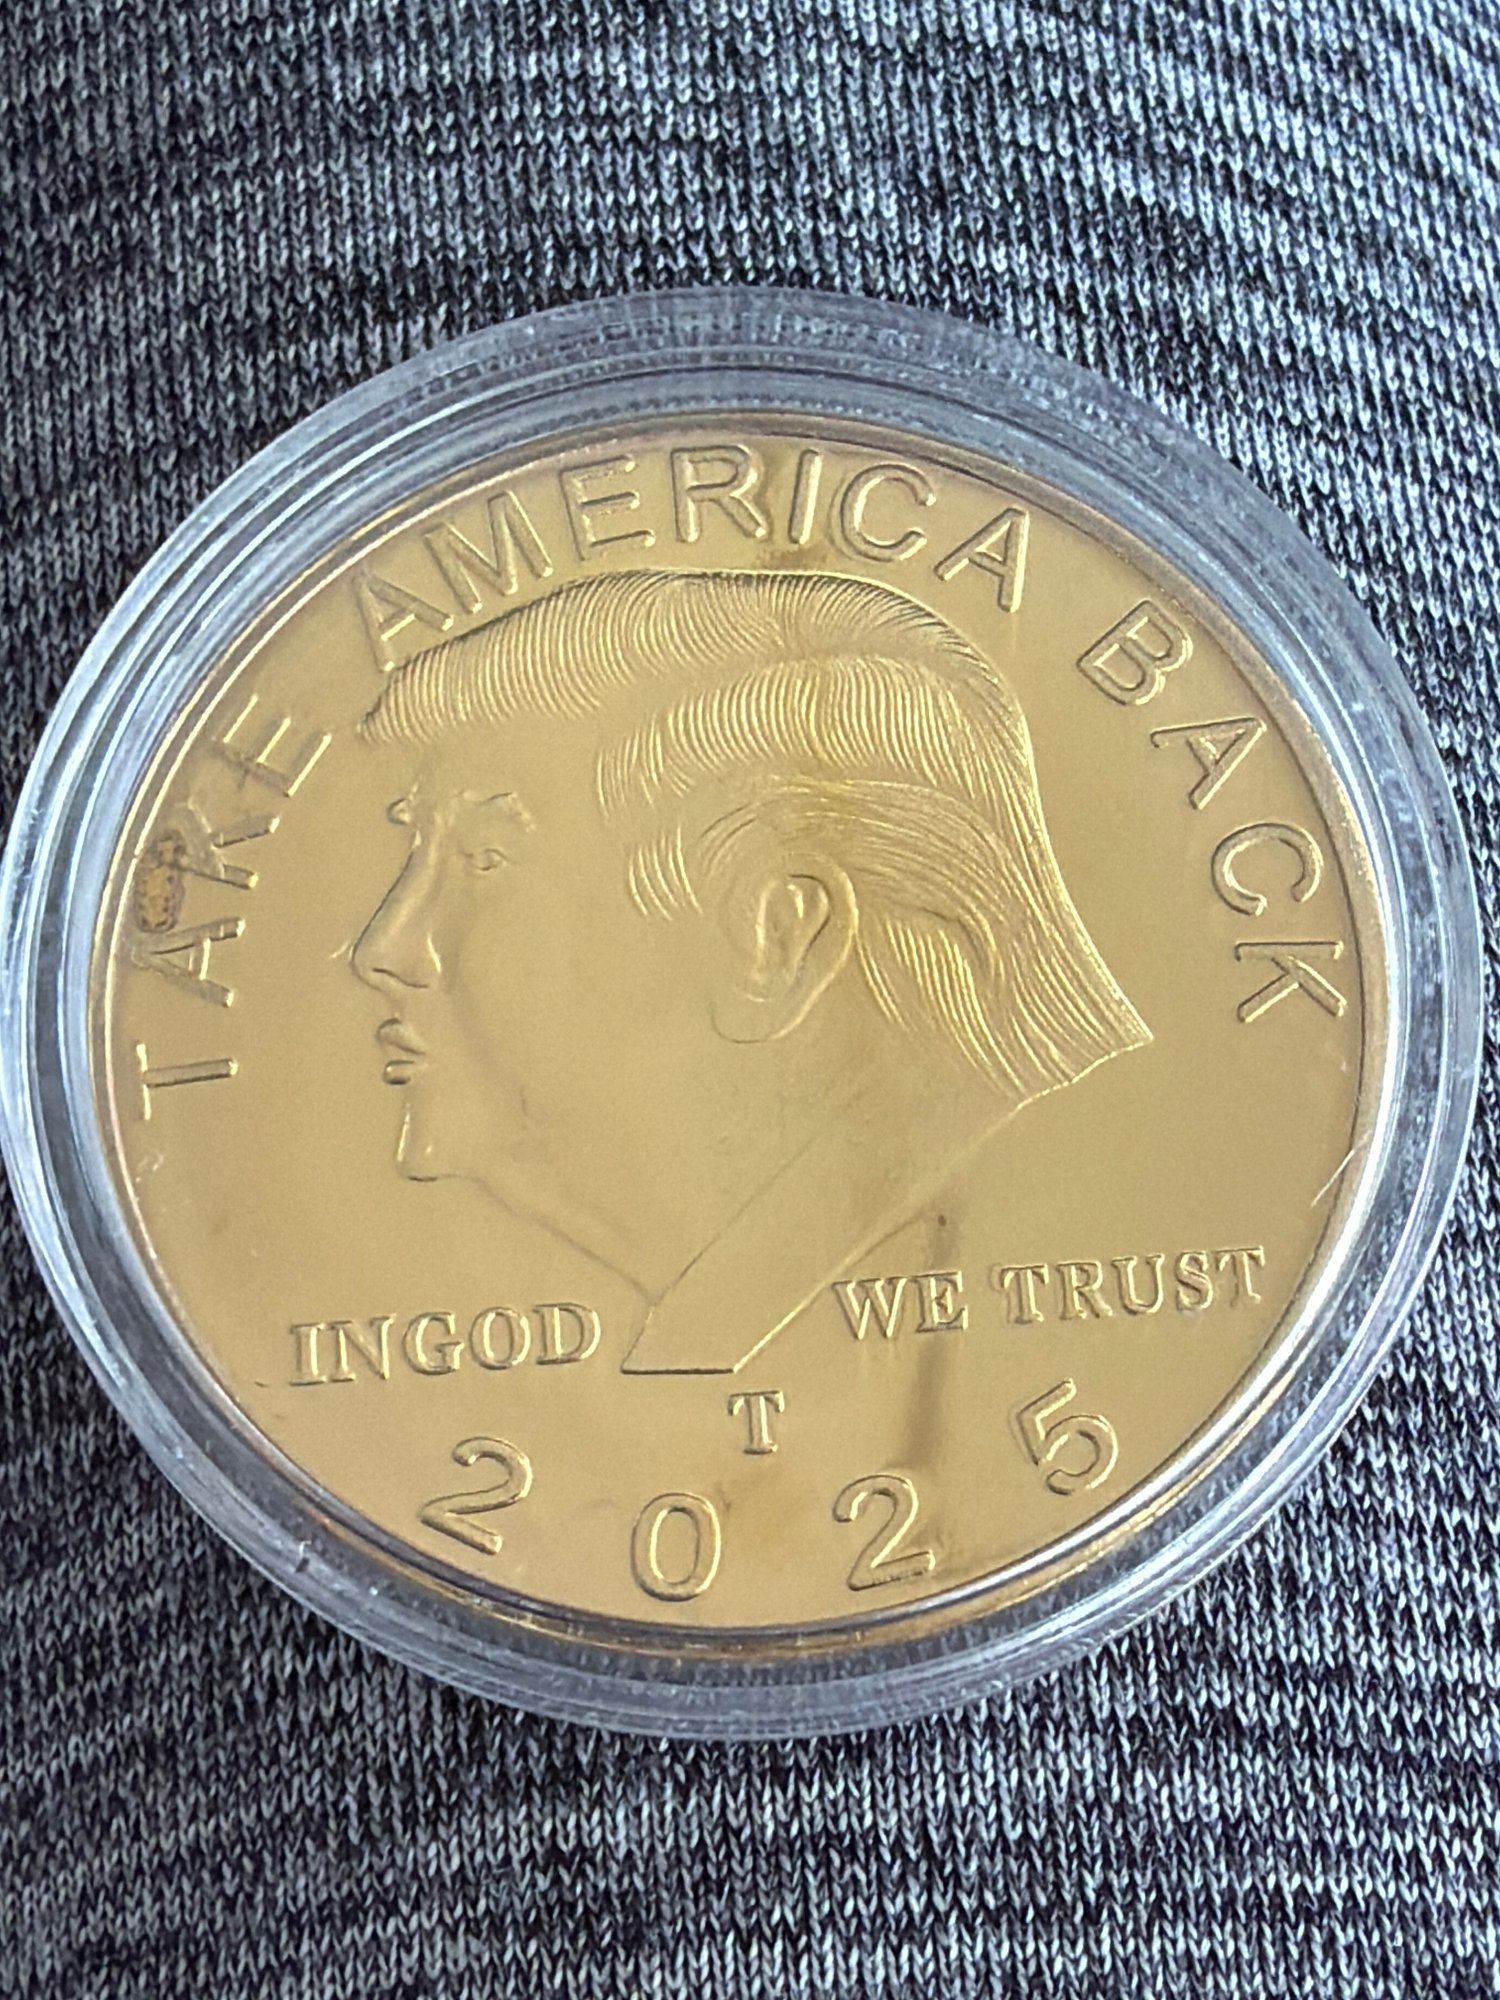 TAKE AMERICA BACK
INGOD WE TRUST
T
2025